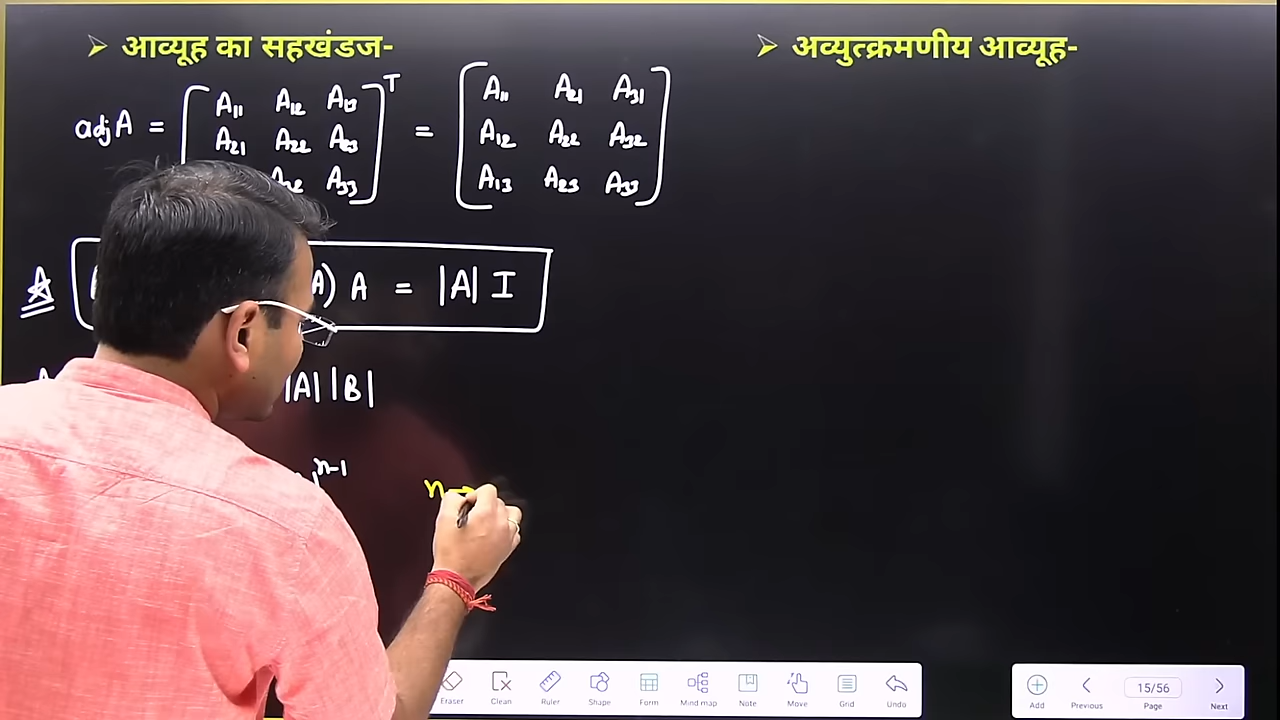 ➤ आव्यूह का सहखंडज-
adj A = [ A₁₁ A₁₂ A₁₃
A₂₁ A₂₂ A₂₃
A₃₃ ]ᵀ = [ A₁₁ A₂₁ A₃₁
A₁₂ A₂₂ A₃₂
A₁₃ A₂₃ A₃₃ ]
A) A = |A| I
|A| |B|
n-1
n
➤ अव्युत्क्रमणीय आव्यूह-
Eraser Clean Ruler Shape Form Mind map Note Move Grid Undo
Add Previous 15/56 Page Next